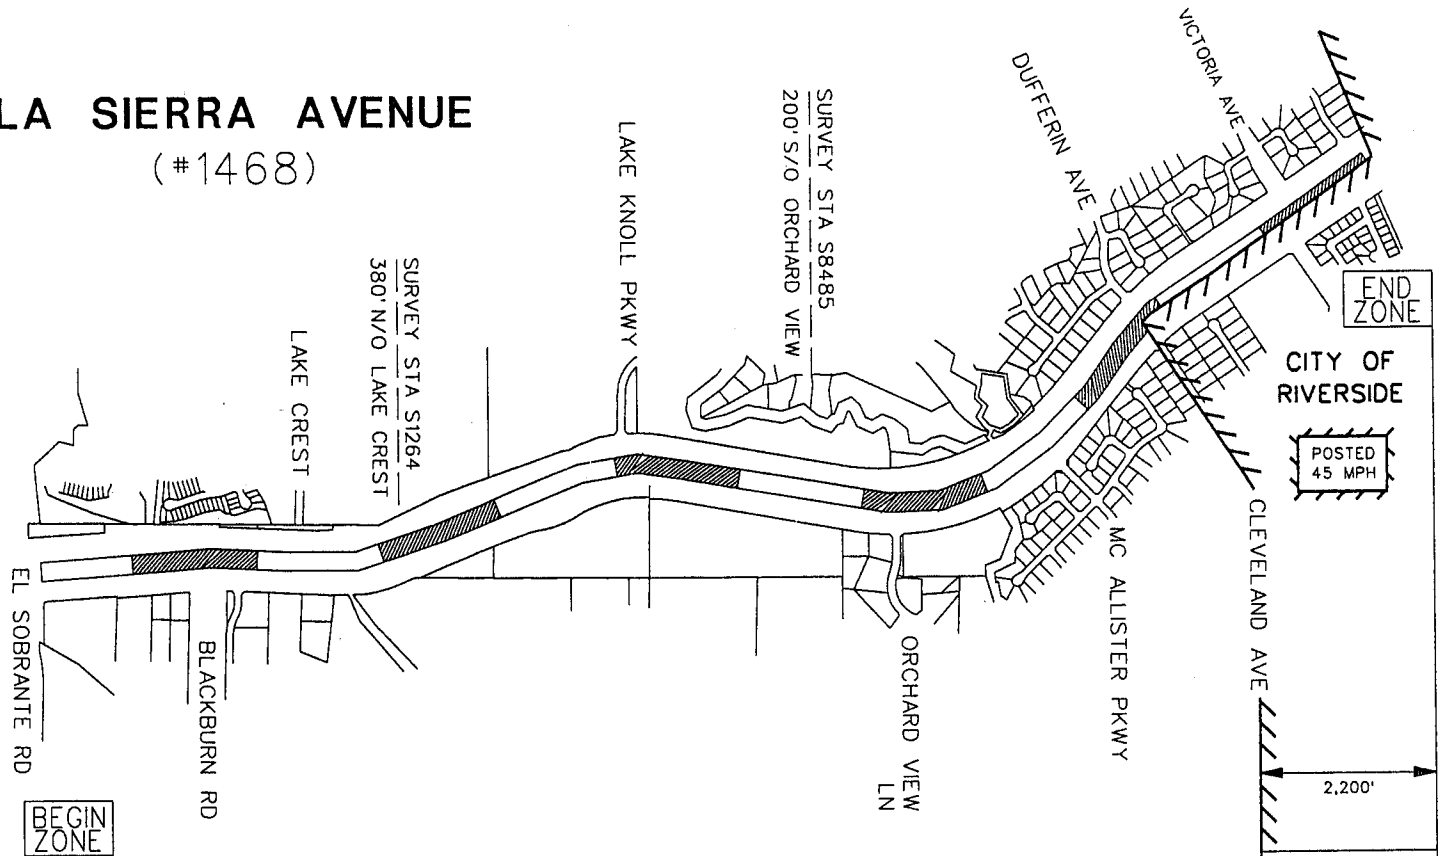 LA SIERRA AVENUE
(#1468)
EL SOBRANTE RD
BEGIN
ZONE
BLACKBURN RD
LAKE CREST
SURVEY STA S1264
380' N/O LAKE CREST
LAKE KNOLL PKWY
SURVEY STA S8485
200' S/O ORCHARD VIEW
ORCHARD VIEW
LN
DUFFERIN AVE
MC ALLISTER PKWY
VICTORIA AVE
CLEVELAND AVE
END
ZONE
CITY OF
RIVERSIDE
POSTED
45 MPH
2,200'